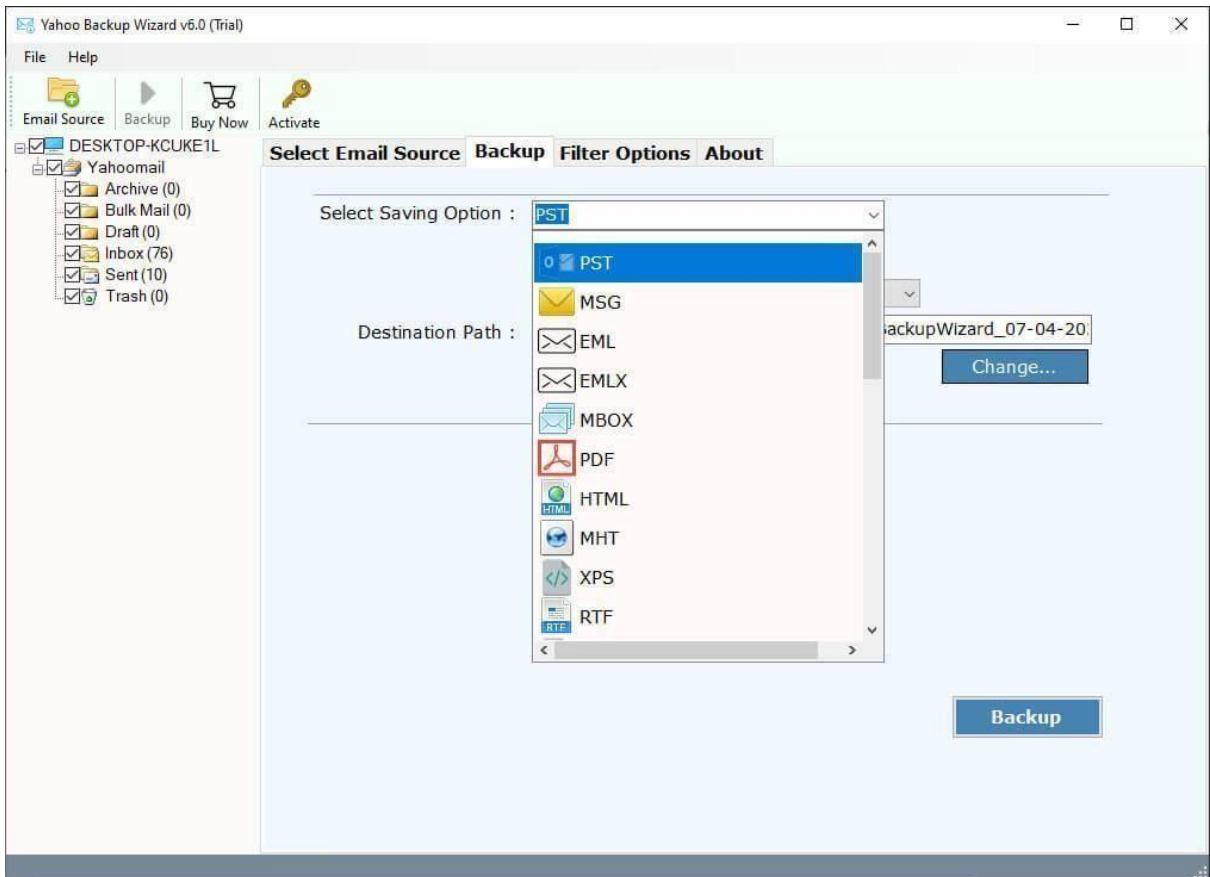 Yahoo Backup Wizard v6.0 (Trial)
File Help
Email Source Backup Buy Now Activate
DESKTOP-KCUKE1L
Yahoomail
Archive (0)
Bulk Mail (0)
Draft (0)
Inbox (76)
Sent (10)
Trash (0)
Select Email Source Backup Filter Options About
Select Saving Option : PST
PST
MSG
EML
EMLX
MBOX
PDF
HTML
HTML
MHT
XPS
RTF
RTF
Destination Path :
ackupWizard_07-04-20
Change...
Backup